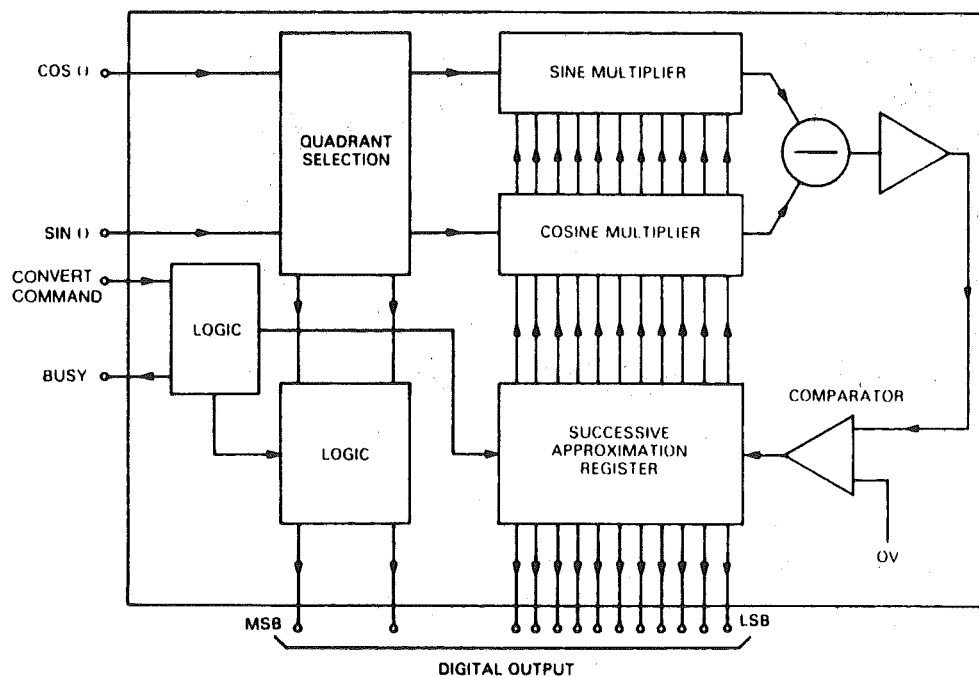 COS θ
SINE MULTIPLIER
QUADRANT
SELECTION
SIN θ
COSINE MULTIPLIER
CONVERT
COMMAND
LOGIC
BUSY
COMPARATOR
LOGIC
SUCCESSIVE
APPROXIMATION
REGISTER
OV
MSB
LSB
DIGITAL OUTPUT